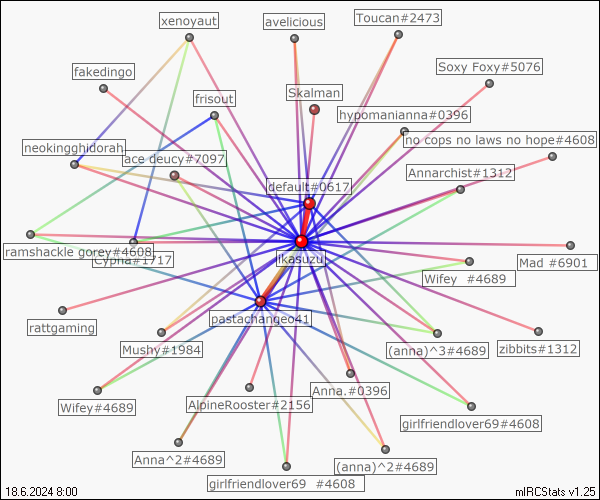 xenoyaut
avelicious
Toucan#2473
fakedingo
Soxy Foxy#5076
frisout
Skalman
hypomanianna#0396
no cops no laws no hope#4608
neokingghidorah
ace deucy#7097
Annarchist#1312
default#0617
ramshackle gorey#4608
Cypna#1717
ikasuzu
Mad #6901
Wifey #4689
rattgaming
pastachangeo41
Mushy#1984
(anna)^3#4689
zibbits#1312
Anna.#0396
Wifey#4689
AlpineRooster#2156
girlfriendlover69#4608
Anna^2#4689
(anna)^2#4689
girlfriendlover69 #4608
18.6.2024 8:00
mIRCStats v1.25